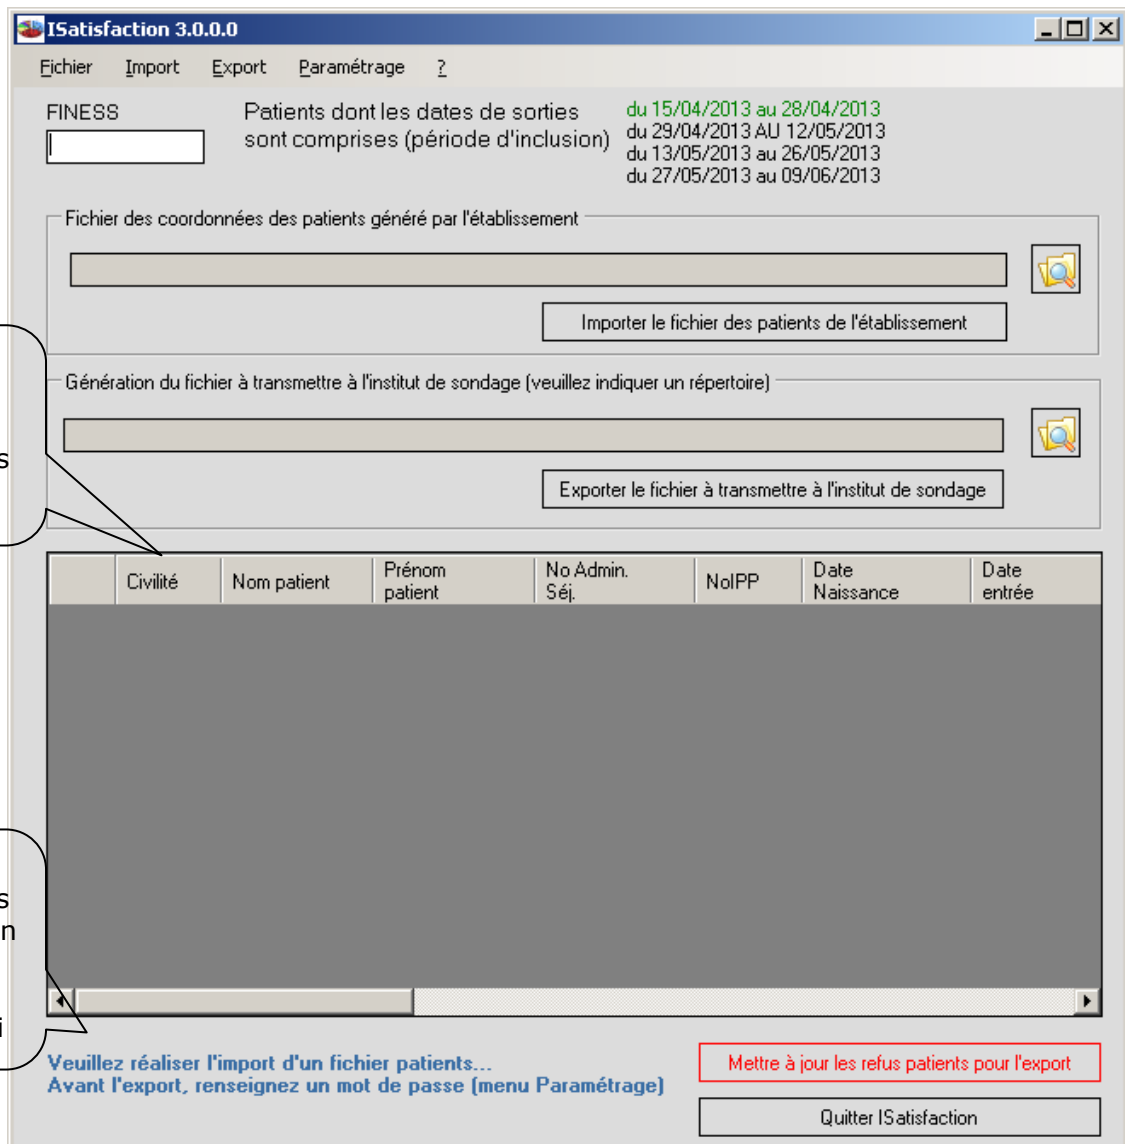 ISatisfaction 3.0.0.0
Fichier Import Export Paramétrage ?
FINESS
Patients dont les dates de sorties
sont comprises (période d'inclusion)
du 15/04/2013 au 28/04/2013
du 29/04/2013 AU 12/05/2013
du 13/05/2013 au 26/05/2013
du 27/05/2013 au 09/06/2013
Fichier des coordonnées des patients généré par l'établissement
Importer le fichier des patients de l'établissement
Génération du fichier à transmettre à l'institut de sondage (veuillez indiquer un répertoire)
s
Exporter le fichier à transmettre à l'institut de sondage
Civilité
Nom patient
Prénom
patient
No Admin.
Séj.
NoIPP
Date
Naissance
Date
entrée
s
n
i
Veuillez réaliser l'import d'un fichier patients...
Avant l'export, renseignez un mot de passe (menu Paramétrage)
Mettre à jour les refus patients pour l'export
Quitter ISatisfaction